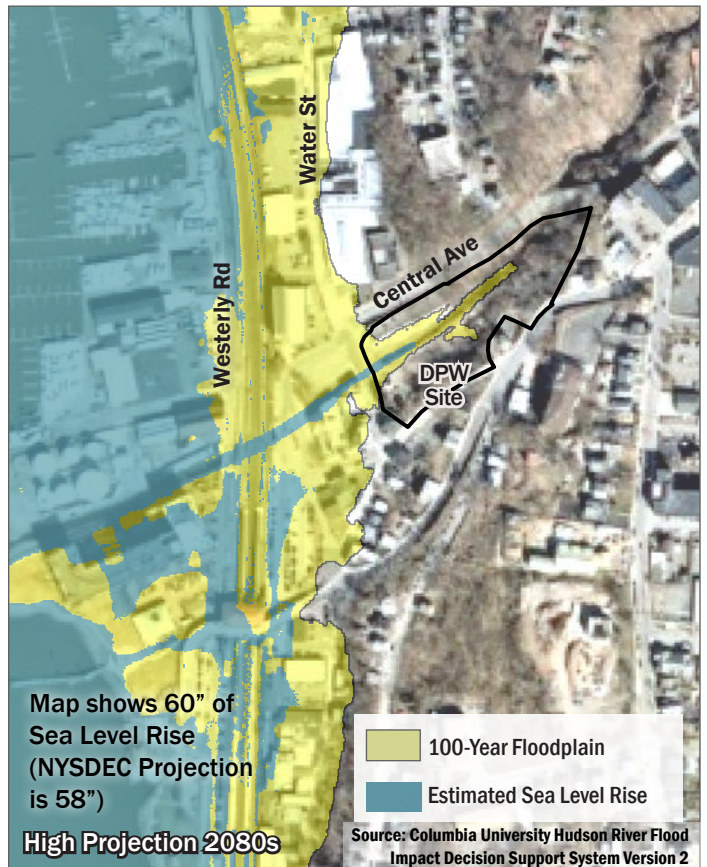 Water St
Central Ave
Westerly Rd
DPW
Site
Map shows 60” of
Sea Level Rise
(NYSDEC Projection
is 58”)
High Projection 2080s
100-Year Floodplain
Estimated Sea Level Rise
Source: Columbia University Hudson River Flood
Impact Decision Support System Version 2